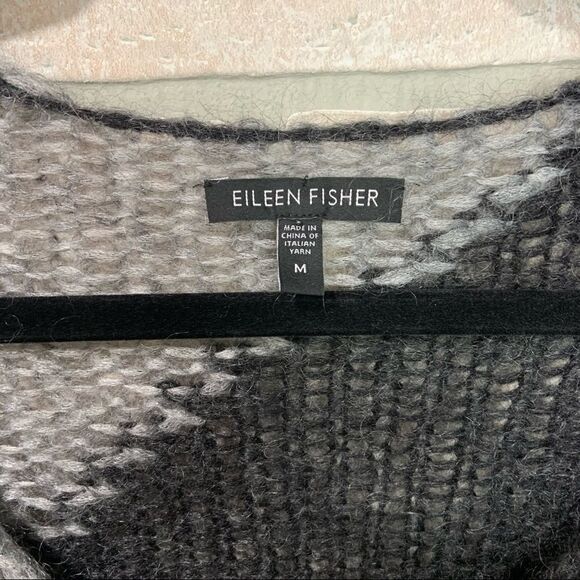 EILEEN FISHER
MADE IN
CHINA OF
ITALIAN
YARN
M